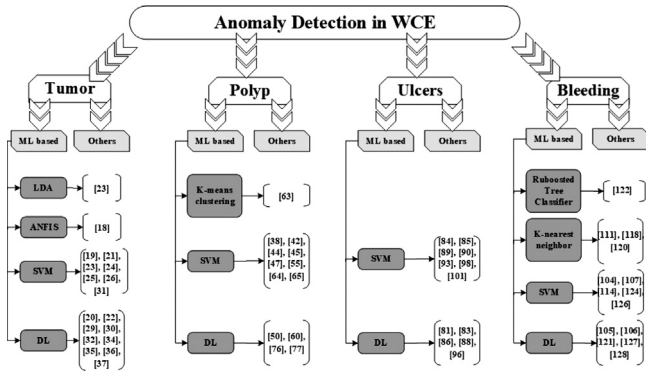 Anomaly Detection in WCE
Tumor
ML based
Others
LDA
[23]
ANFIS
[18]
SVM
[19], [21],
[23], [24],
[25], [26],
[31]
DL
[20], [22],
[29], [30],
[32], [34],
[35], [36],
[37]
Polyp
ML based
Others
K-means
clustering
[63]
SVM
[38], [42],
[44], [45],
[47], [55],
[64], [65]
DL
[50], [60],
[76], [77]
Ulcers
ML based
Others
SVM
[84], [85],
[89], [90],
[93], [98],
[101]
DL
[81], [83],
[86], [88],
[96]
Bleeding
ML based
Others
Ruboosted
Tree
Classifier
[122]
K-nearest
neighbor
[111], [118],
[120]
SVM
[104], [107],
[114], [124],
[126]
DL
[105], [106],
[121], [127],
[128]